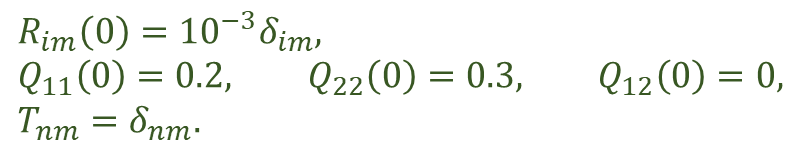 R_{im}(0) = 10^{-3}δ_{im},
Q_{11}(0) = 0.2, Q_{22}(0) = 0.3, Q_{12}(0) = 0,
T_{nm} = δ_{nm}.